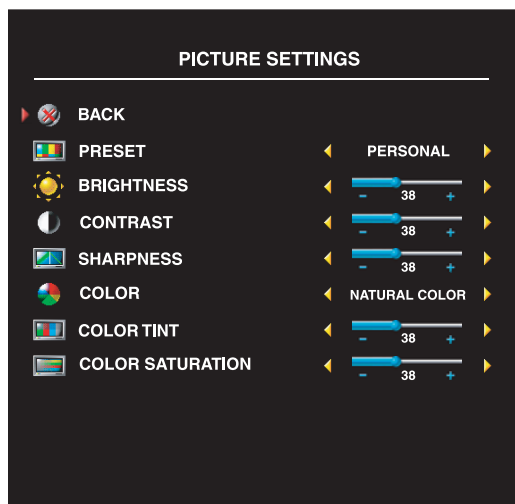 PICTURE SETTINGS
BACK
PRESET PERSONAL
BRIGHTNESS - 38 +
CONTRAST - 38 +
SHARPNESS - 38 +
COLOR NATURAL COLOR
COLOR TINT - 38 +
COLOR SATURATION - 38 +